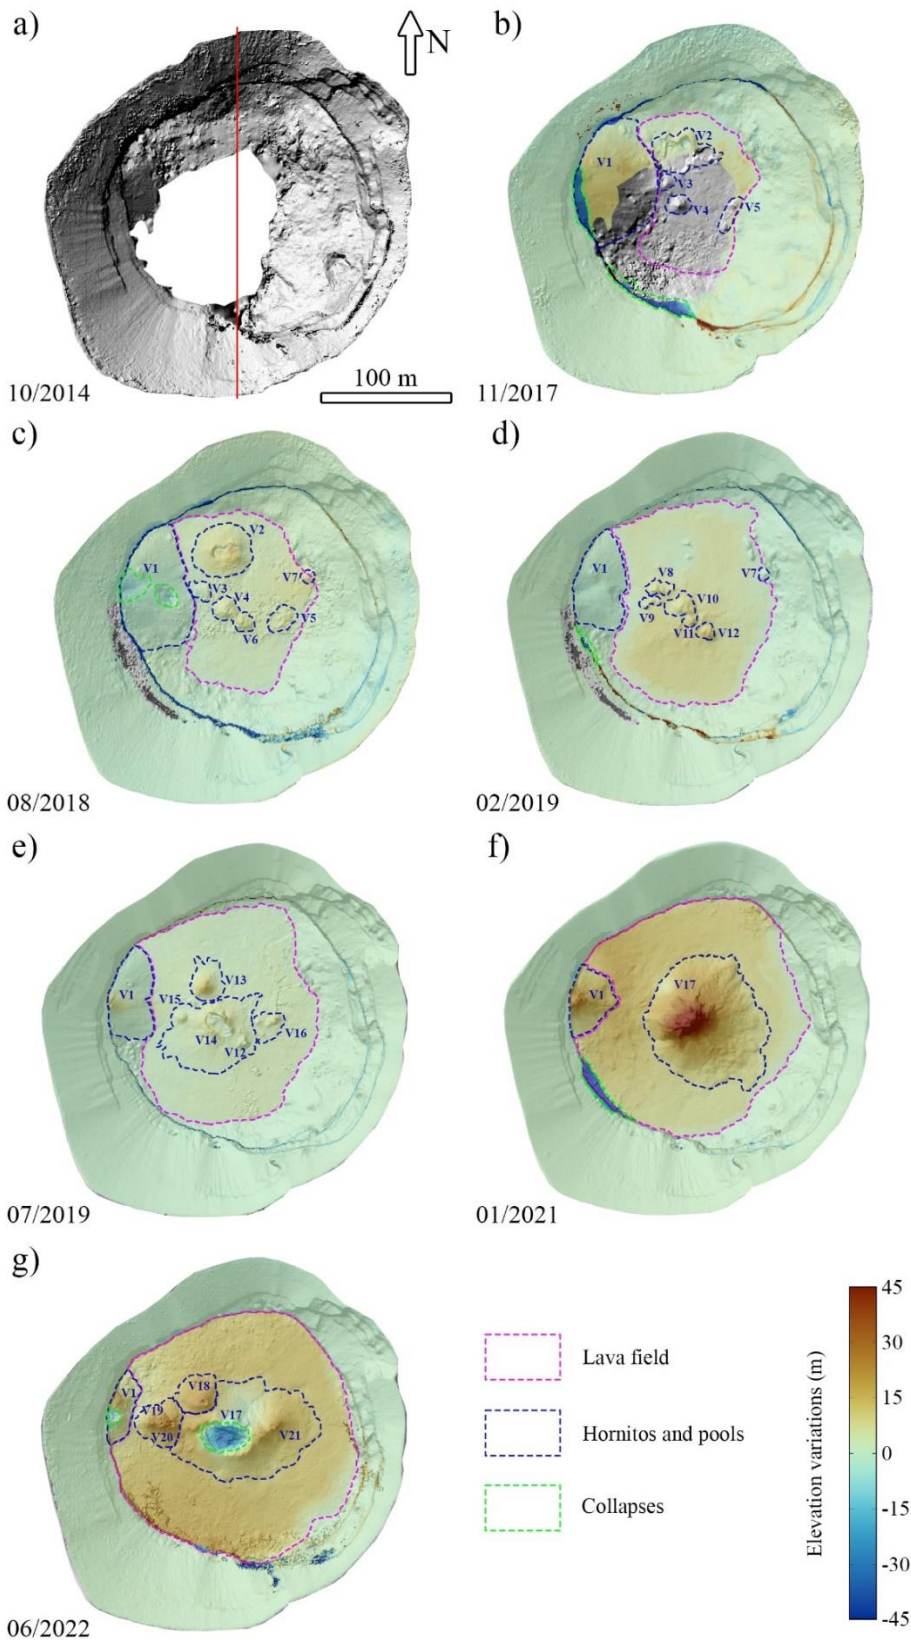 a)
N
10/2014
100 m
b)
V1
V2
V3
V4
V5
11/2017
c)
V1
V2
V3
V4
V5
V6
V7
08/2018
d)
V1
V8
V7
V9
V10
V11
V12
02/2019
e)
V1
V13
V15
V14
V12
V16
07/2019
f)
V17
V1
01/2021
g)
V1
V18
V19
V17
V20
V21
06/2022
Lava field
Hornitos and pools
Collapses
Elevation variations (m)
45
30
15
0
-15
-30
-45